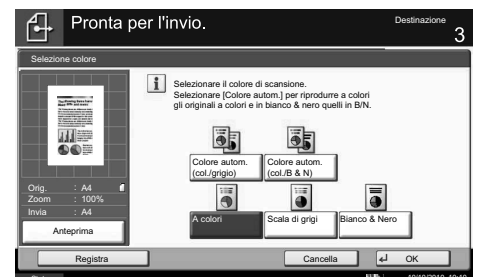 Pronta per l'invio.
Destinazione
3
Selezione colore
Selezionare il colore di scansione.
Selezionare [Colore autom.] per riprodurre a colori
gli originali a colori e in bianco & nero quelli in B/N.
Colore autom.
(col./grigio)
Colore autom.
(col./B & N)
A colori
Scala di grigi
Bianco & Nero
Orig. : A4
Zoom : 100%
Invia : A4
Anteprima
Registra
Cancella
OK